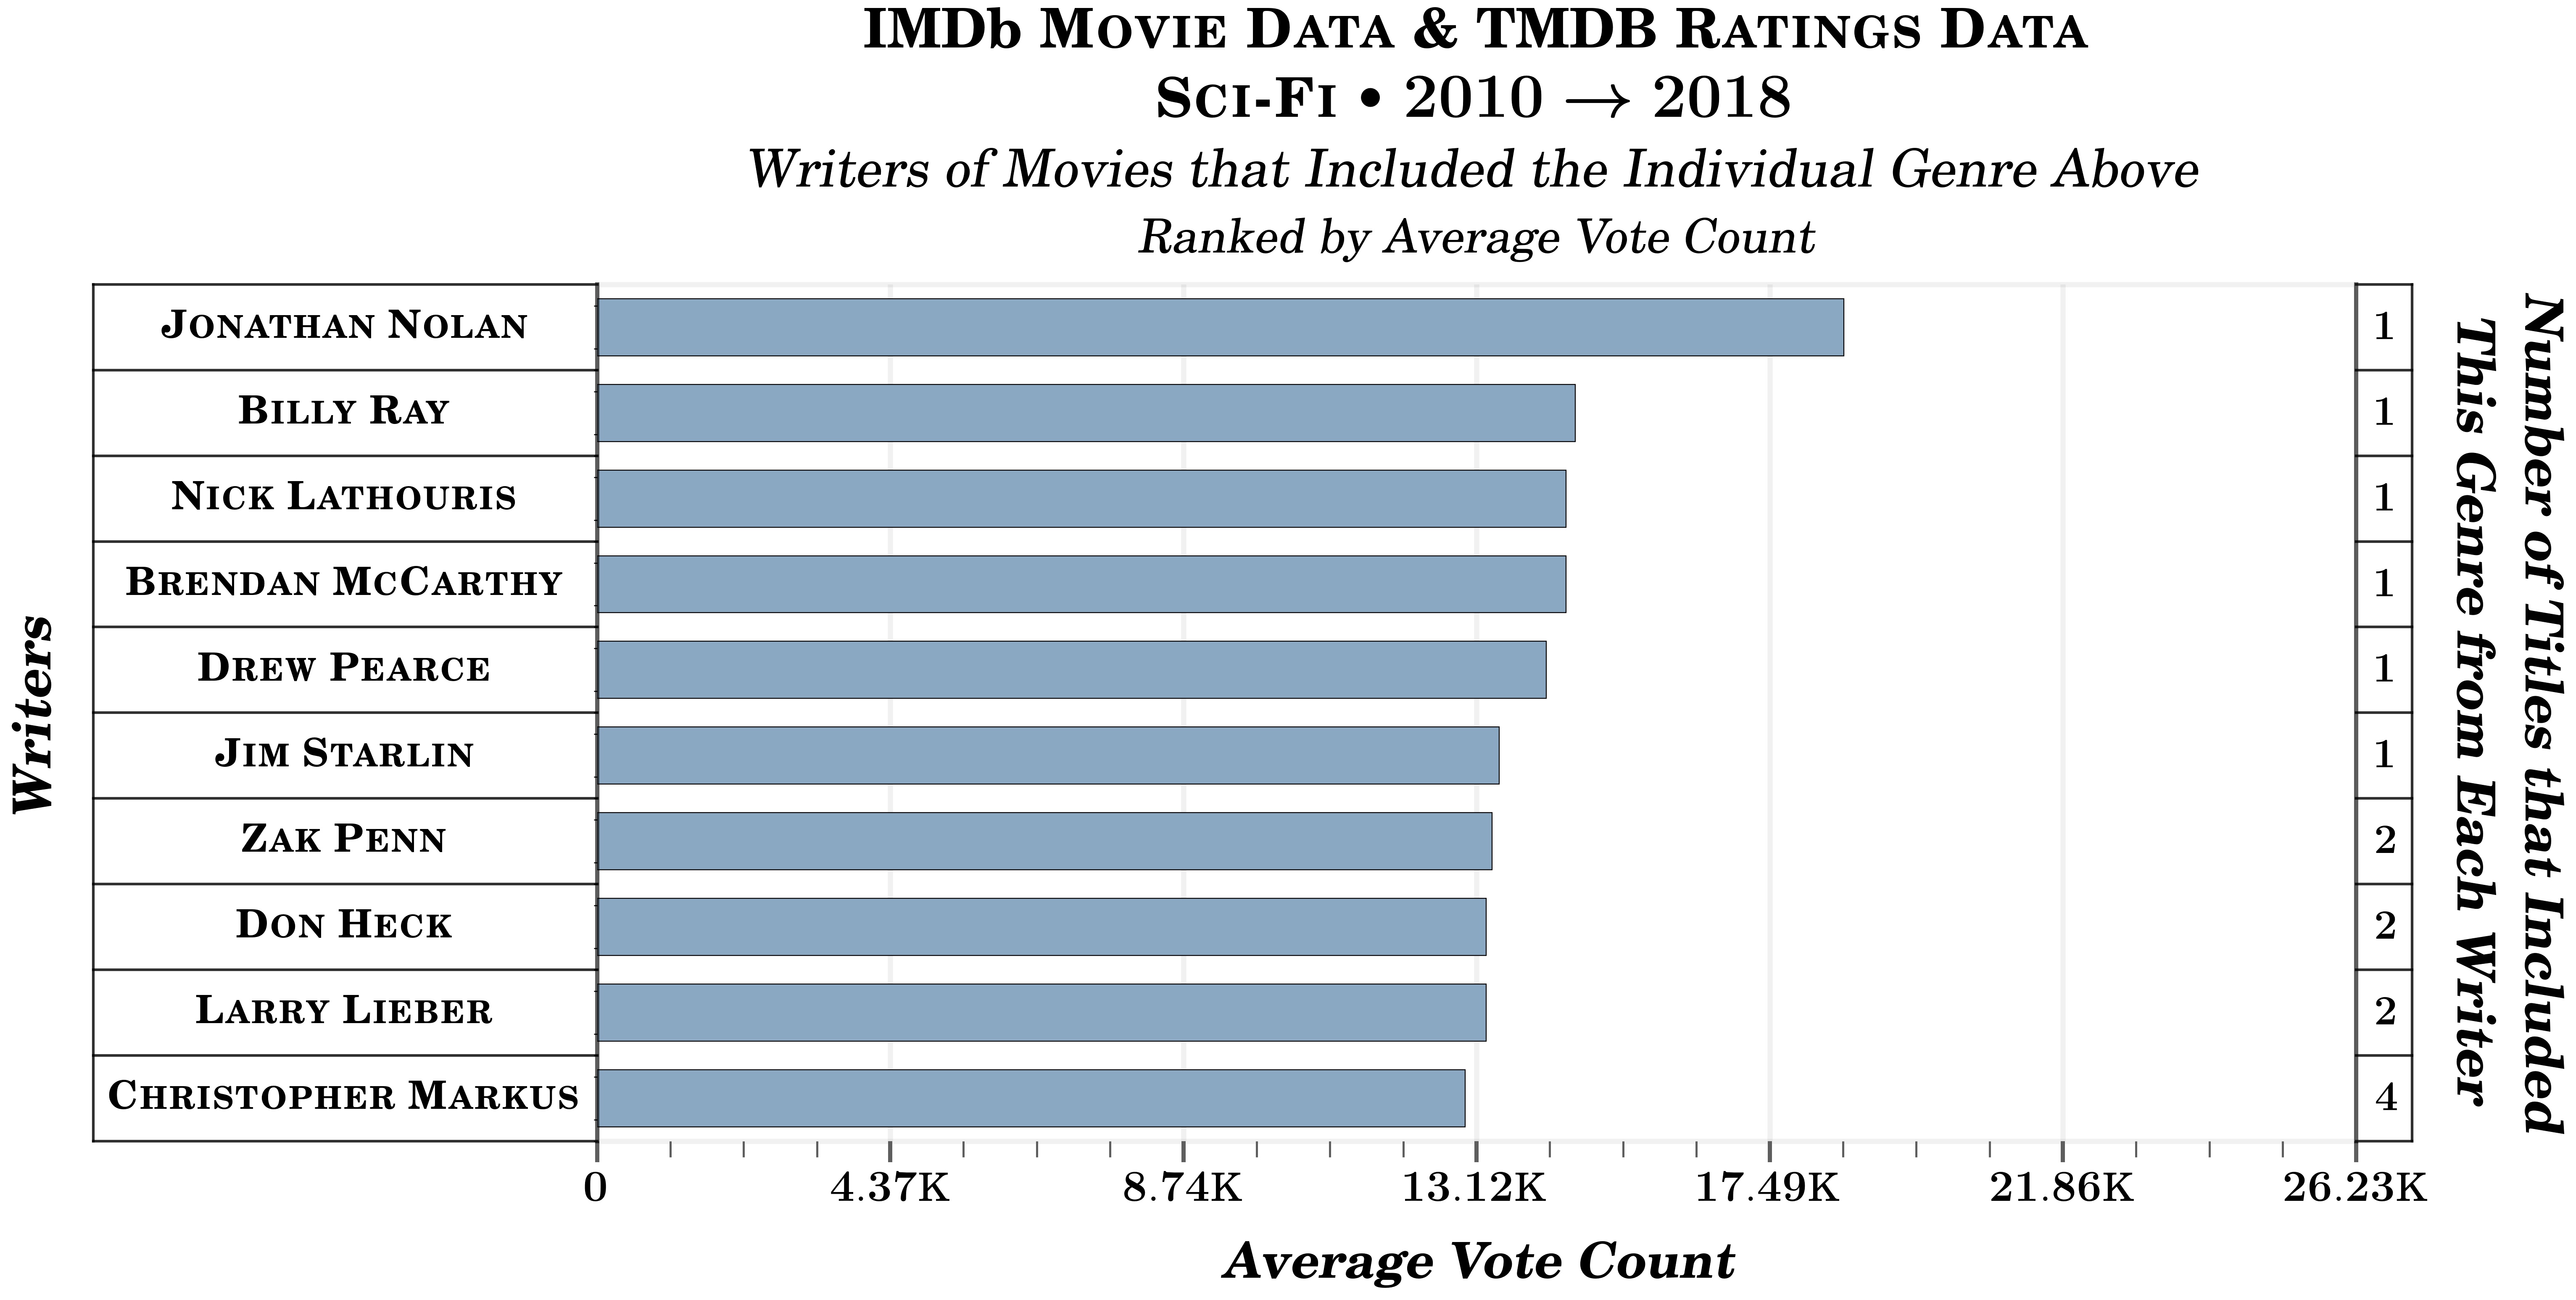 IMDb Movie Data & TMDB Ratings Data
Sci-Fi • 2010 → 2018
Writers of Movies that Included the Individual Genre Above
Ranked by Average Vote Count
Writers
Jonathan Nolan 1
Billy Ray 1
Nick Lathouris 1
Brendan McCarthy 1
Drew Pearce 1
Jim Starlin 1
Zak Penn 2
Don Heck 2
Larry Lieber 2
Christopher Markus 4
Number of Titles that Included
This Genre from Each Writer
0 4.37K 8.74K 13.12K 17.49K 21.86K 26.23K
Average Vote Count